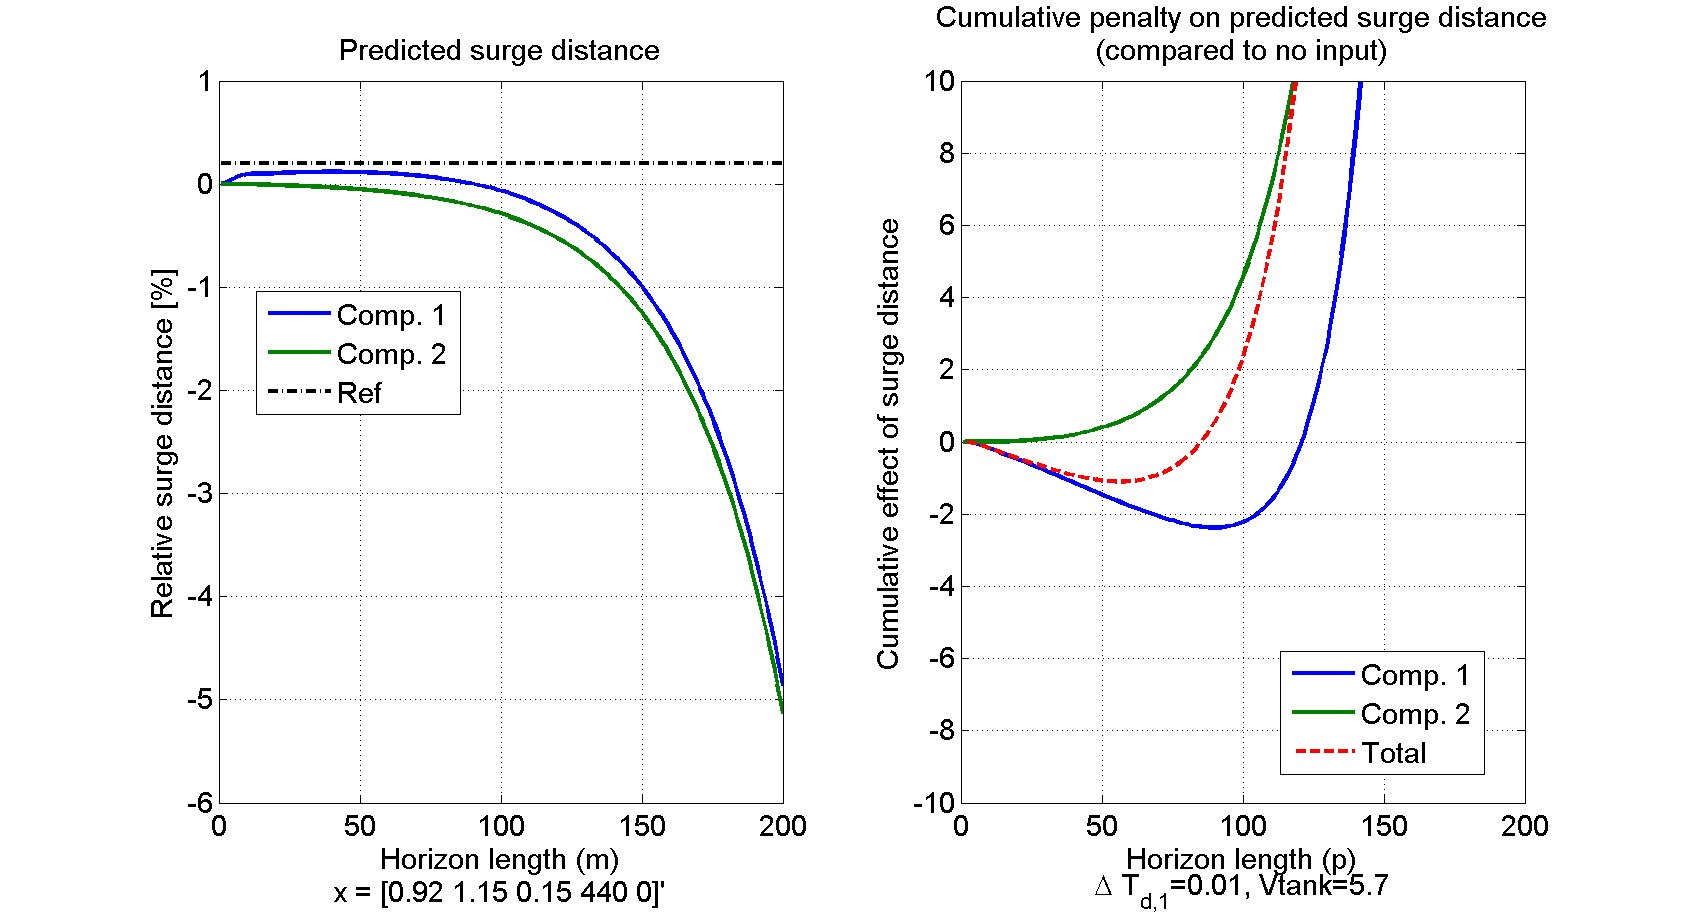 Predicted surge distance
1
0
-1
-2
-3
-4
-5
-6
0
50
100
150
200
Relative surge distance [%]
Comp. 1
Comp. 2
Ref
Horizon length (m)
x = [0.92 1.15 0.15 440 0]'
Cumulative penalty on predicted surge distance
(compared to no input)
10
8
6
4
2
0
-2
-4
-6
-8
-10
0
50
100
150
200
Cumulative effect of surge distance
Comp. 1
Comp. 2
Total
Horizon length (p)
Δ T_d,1=0.01, Vtank=5.7